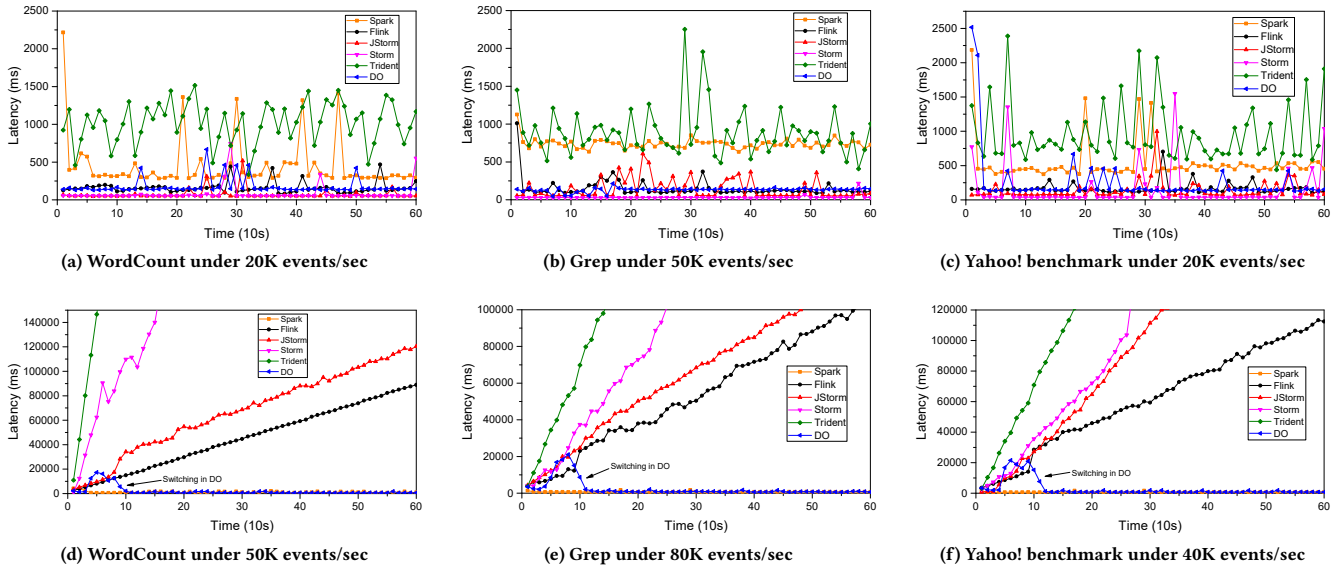 2500
2000
1500
1000
500
0
Latency (ms)
0 10 20 30 40 50 60
Time (10s)
Spark
Flink
JStorm
Storm
Trident
DO
(a) WordCount under 20K events/sec
2500
2000
1500
1000
500
0
Latency (ms)
0 10 20 30 40 50 60
Time (10s)
Spark
Flink
JStorm
Storm
Trident
DO
(b) Grep under 50K events/sec
2500
2000
1500
1000
500
0
Latency (ms)
0 10 20 30 40 50 60
Time (10s)
Spark
Flink
JStorm
Storm
Trident
DO
(c) Yahoo! benchmark under 20K events/sec
140000
120000
100000
80000
60000
40000
20000
0
Latency (ms)
0 10 20 30 40 50 60
Time (10s)
Spark
Flink
JStorm
Storm
Trident
DO
Switching in DO
(d) WordCount under 50K events/sec
100000
80000
60000
40000
20000
0
Latency (ms)
0 10 20 30 40 50 60
Time (10s)
Spark
Flink
JStorm
Storm
Trident
DO
Switching in DO
(e) Grep under 80K events/sec
120000
100000
80000
60000
40000
20000
0
Latency (ms)
0 10 20 30 40 50 60
Time (10s)
Spark
Flink
JStorm
Storm
Trident
DO
Switching in DO
(f) Yahoo! benchmark under 40K events/sec